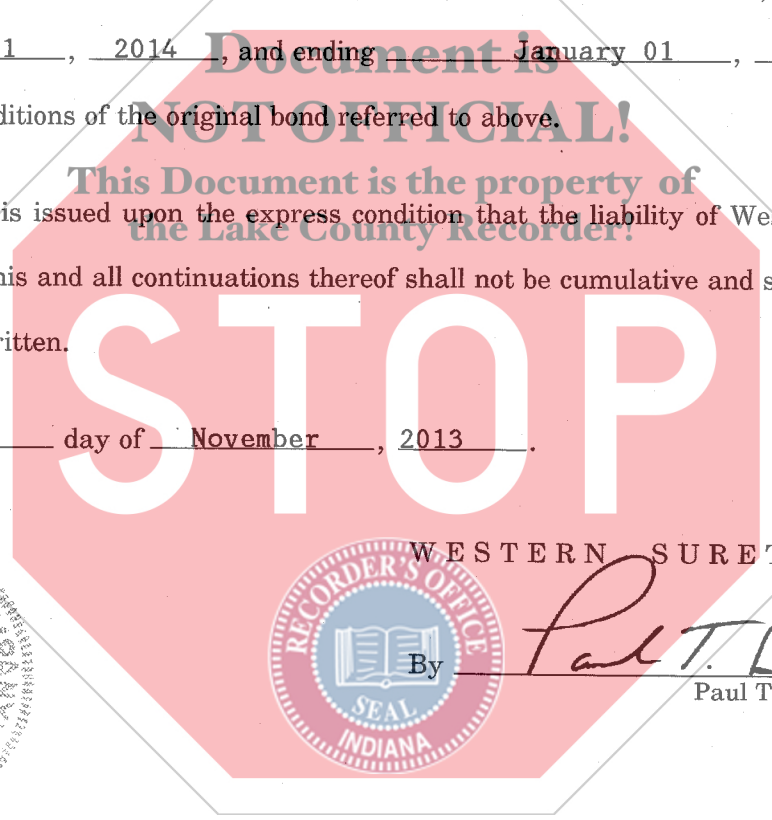 1 , 2014 , and ending January 01 ,
Document is
ditions of the original bond referred to above.
NOT OFFICIAL!
This Document is the property of
is issued upon the express condition that the liability of We
the Lake County Recorder!
his and all continuations thereof shall not be cumulative and s
ritten.
STOP
day of November , 2013 .
WESTERN SURET
RECORDER'S OFFICE
SEAL
INDIANA
By Paul T.
Paul T